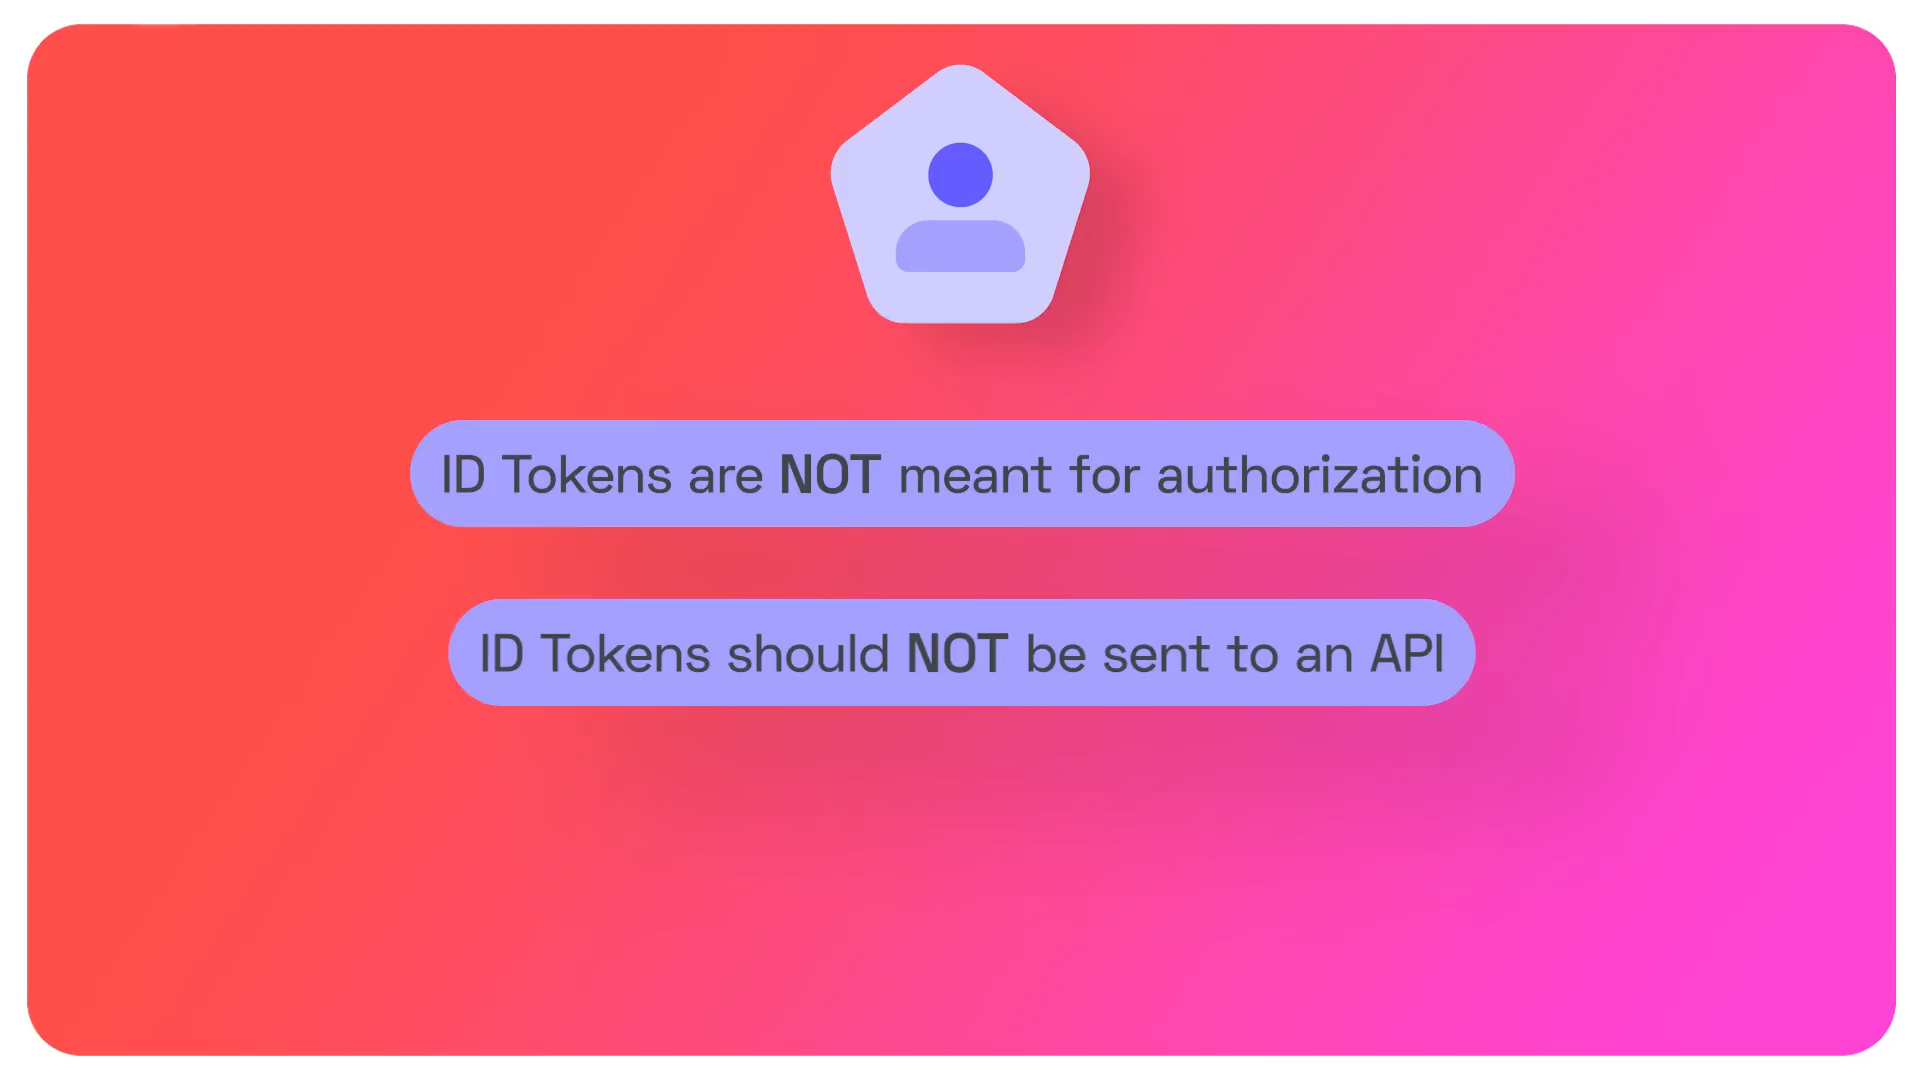 ID Tokens are NOT meant for authorization
ID Tokens should NOT be sent to an API